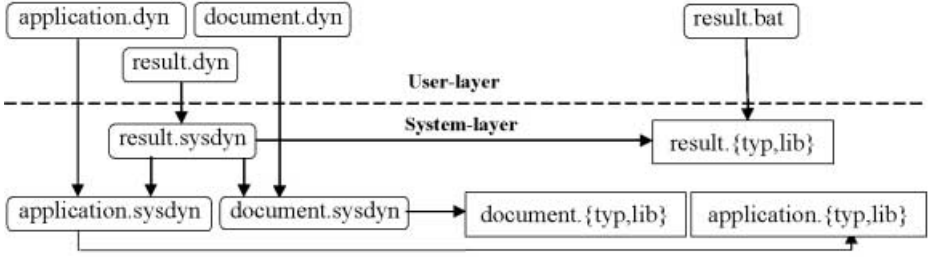 application.dyn
document.dyn
result.bat
result.dyn
User-layer
System-layer
result.sysdyn
result.{typ,lib}
application.sysdyn
document.sysdyn
document.{typ,lib}
application.{typ,lib}